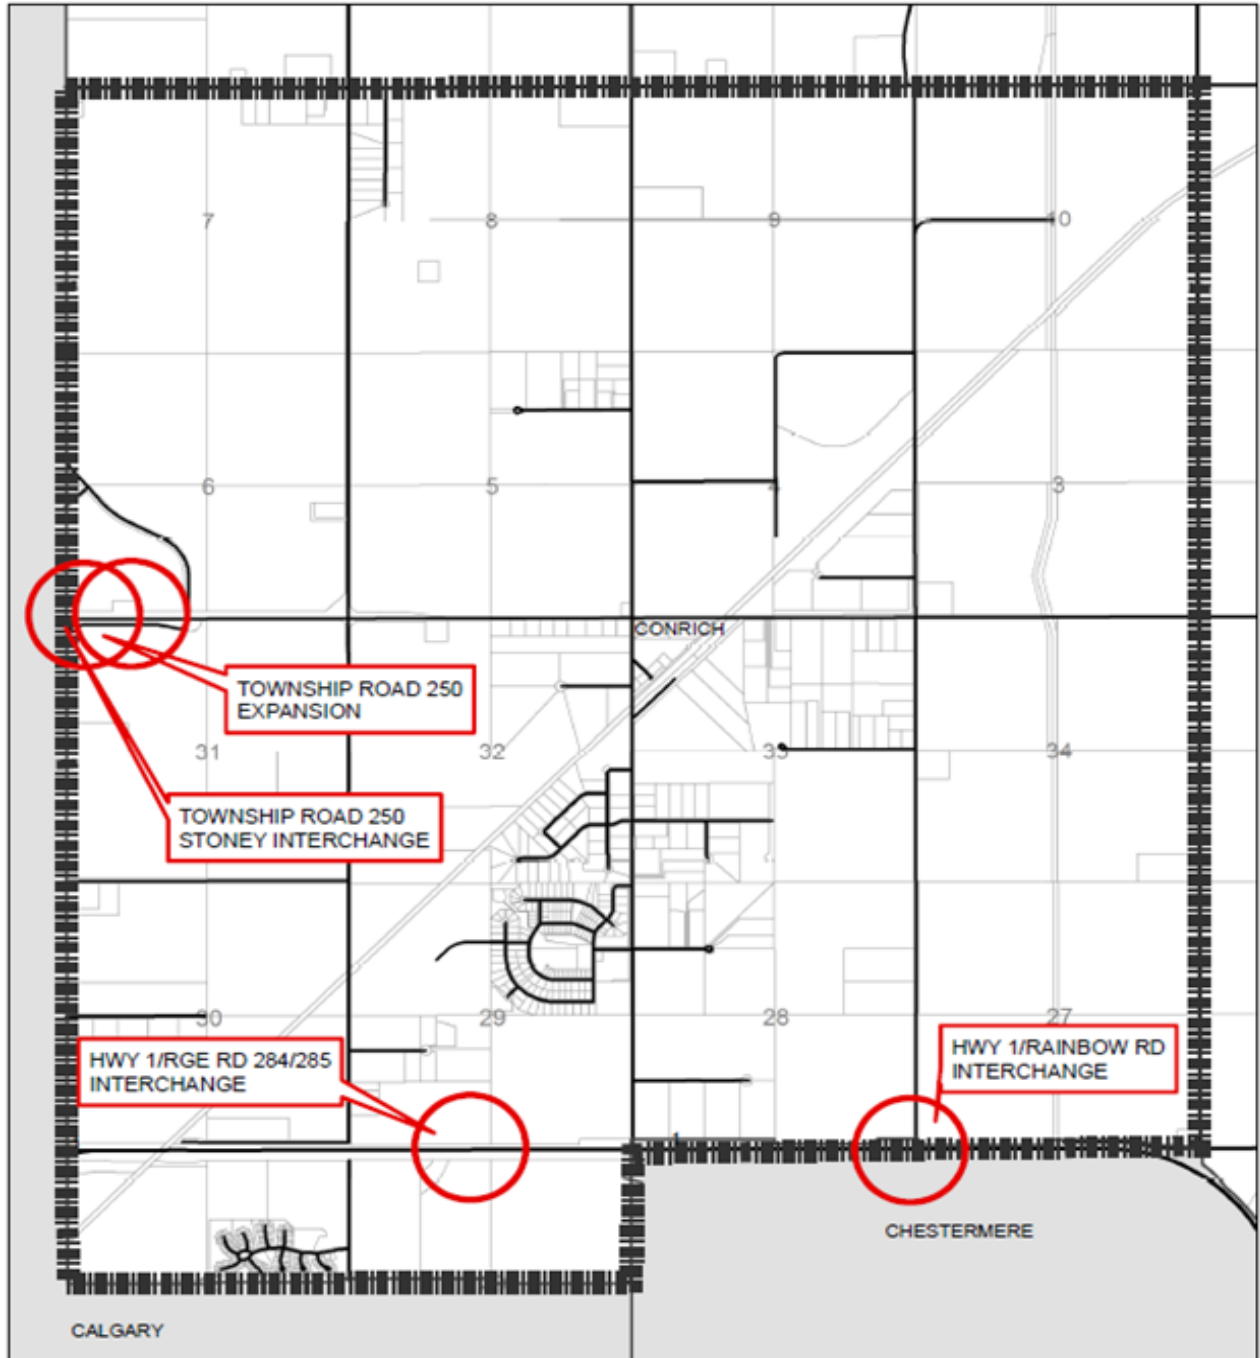 7
8
9
10
6
5
4
3
CONRICH
TOWNSHIP ROAD 250
EXPANSION
31
32
33
34
TOWNSHIP ROAD 250
STONEY INTERCHANGE
30
29
28
27
HWY 1/RGE RD 284/285
INTERCHANGE
HWY 1/RAINBOW RD
INTERCHANGE
1
CHESTERMERE
CALGARY